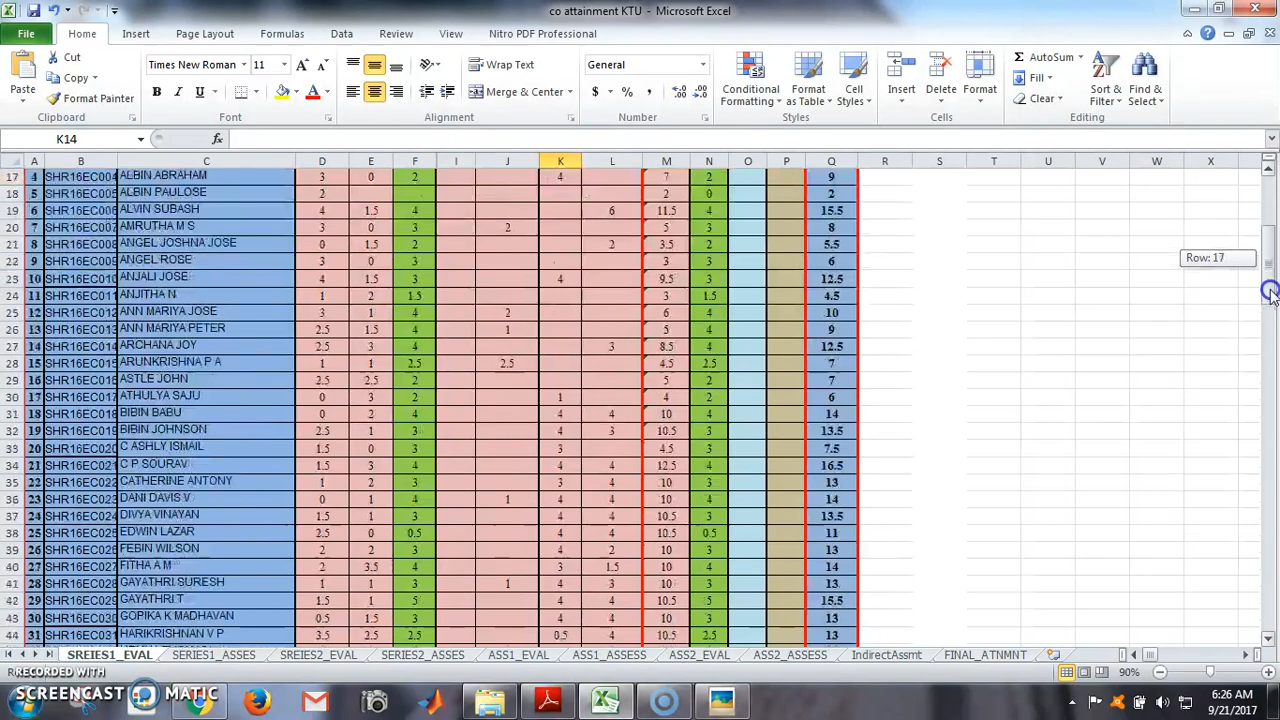 co attainment KTU - Microsoft Excel
File Home Insert Page Layout Formulas Data Review View Nitro PDF Professional
Paste Cut Copy Format Painter Clipboard
Times New Roman 11 A A B I U A Font
Wrap Text Merge & Center Alignment
General $ % , Number
Conditional Formatting Format as Table Cell Styles Styles
Insert Delete Format Cells
AutoSum Fill Clear Sort & Filter Find & Select Editing
K14 fx
A B C D E F I J K L M N O P Q R S T U V W X
17 4 SHR16EC004 ALBIN ABRAHAM 3 0 2 4 7 2 9
18 5 ALBIN PAULOSE 2 2 0 2
19 6 SHR16EC006 ALVIN SUBASH 4 1.5 4 6 11.5 4 15.5
20 7 SHR16EC007 AMRUTHA M S 3 0 3 2 5 3 8
21 8 SHR16EC008 ANGEL JOSHNA JOSE 0 1.5 2 2 3.5 2 5.5
22 9 SHR16EC009 ANGEL ROSE 3 0 3 3 3 6
23 10 SHR16EC010 ANJALI JOSE 4 1.5 3 4 9.5 3 12.5
24 11 SHR16EC011 ANJITHA N 1 2 1.5 3 1.5 4.5
25 12 SHR16EC012 ANN MARIYA JOSE 3 1 4 2 6 4 10
26 13 SHR16EC013 ANN MARIYA PETER 2.5 1.5 4 1 5 4 9
27 14 SHR16EC014 ARCHANA JOY 2.5 3 4 3 8.5 4 12.5
28 15 SHR16EC015 ARUNKRISHNA P A 1 1 2.5 2.5 4.5 2.5 7
29 16 SHR16EC016 ASTLE JOHN 2.5 2.5 2 5 2 7
30 17 SHR16EC017 ATHULYA SAJU 0 3 2 1 4 2 6
31 18 SHR16EC018 BIBIN BABU 0 2 4 4 4 10 4 14
32 19 SHR16EC019 BIBIN JOHNSON 2.5 1 3 4 3 10.5 3 13.5
33 20 SHR16EC020 C ASHLY ISMAIL 1.5 0 3 3 4.5 3 7.5
34 21 SHR16EC021 C P SOURAV 1.5 3 4 4 4 12.5 4 16.5
35 22 SHR16EC022 CATHERINE ANTONY 1 2 3 3 4 10 3 13
36 23 SHR16EC023 DANI DAVIS V 0 1 4 1 4 4 10 4 14
37 24 SHR16EC024 DIVYA VINAYAN 1.5 1 3 4 4 10.5 3 13.5
38 25 SHR16EC025 EDWIN LAZAR 2.5 0 0.5 4 4 10.5 0.5 11
39 26 SHR16EC026 FEBIN WILSON 2 2 3 4 2 10 3 13
40 27 SHR16EC027 FITHA A M 2 3.5 4 3 1.5 10 4 14
41 28 SHR16EC028 GAYATHRI SURESH 1 1 3 1 4 3 10 3 13
42 29 SHR16EC029 GAYATHRI T 1.5 1 5 4 4 10.5 5 15.5
43 30 SHR16EC030 GOPIKA K MADHAVAN 0.5 1.5 3 4 4 10 3 13
44 31 SHR16EC031 HARIKRISHNAN V P 3.5 2.5 2.5 0.5 4 10.5 2.5 13
Row: 17
SREIES1_EVAL SERIES1_ASSES SREIES2_EVAL SERIES2_ASSES ASS1_EVAL ASS1_ASSESS ASS2_EVAL ASS2_ASSESS IndirectAssmt FINAL_ATNMNT
90%
RECORDED WITH
SCREENCAST MATIC
6:26 AM
9/21/2017